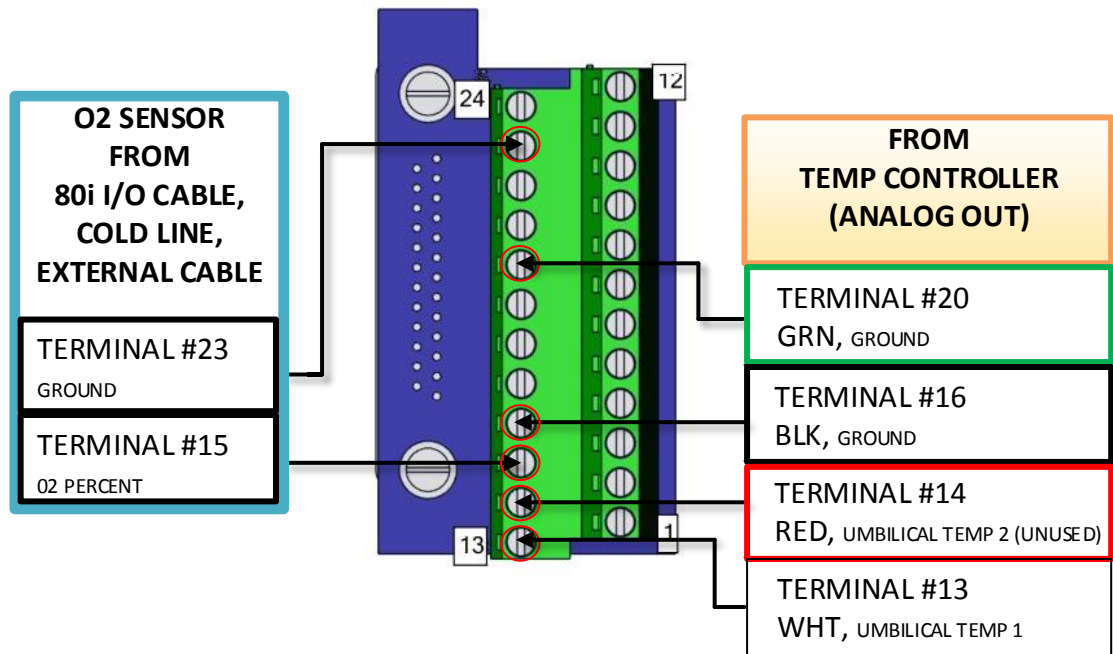 O2 SENSOR
FROM
80i I/O CABLE,
COLD LINE,
EXTERNAL CABLE
TERMINAL #23
GROUND
TERMINAL #15
02 PERCENT
24
12
13
1
FROM
TEMP CONTROLLER
(ANALOG OUT)
TERMINAL #20
GRN, GROUND
TERMINAL #16
BLK, GROUND
TERMINAL #14
RED, UMBILICAL TEMP 2 (UNUSED)
TERMINAL #13
WHT, UMBILICAL TEMP 1